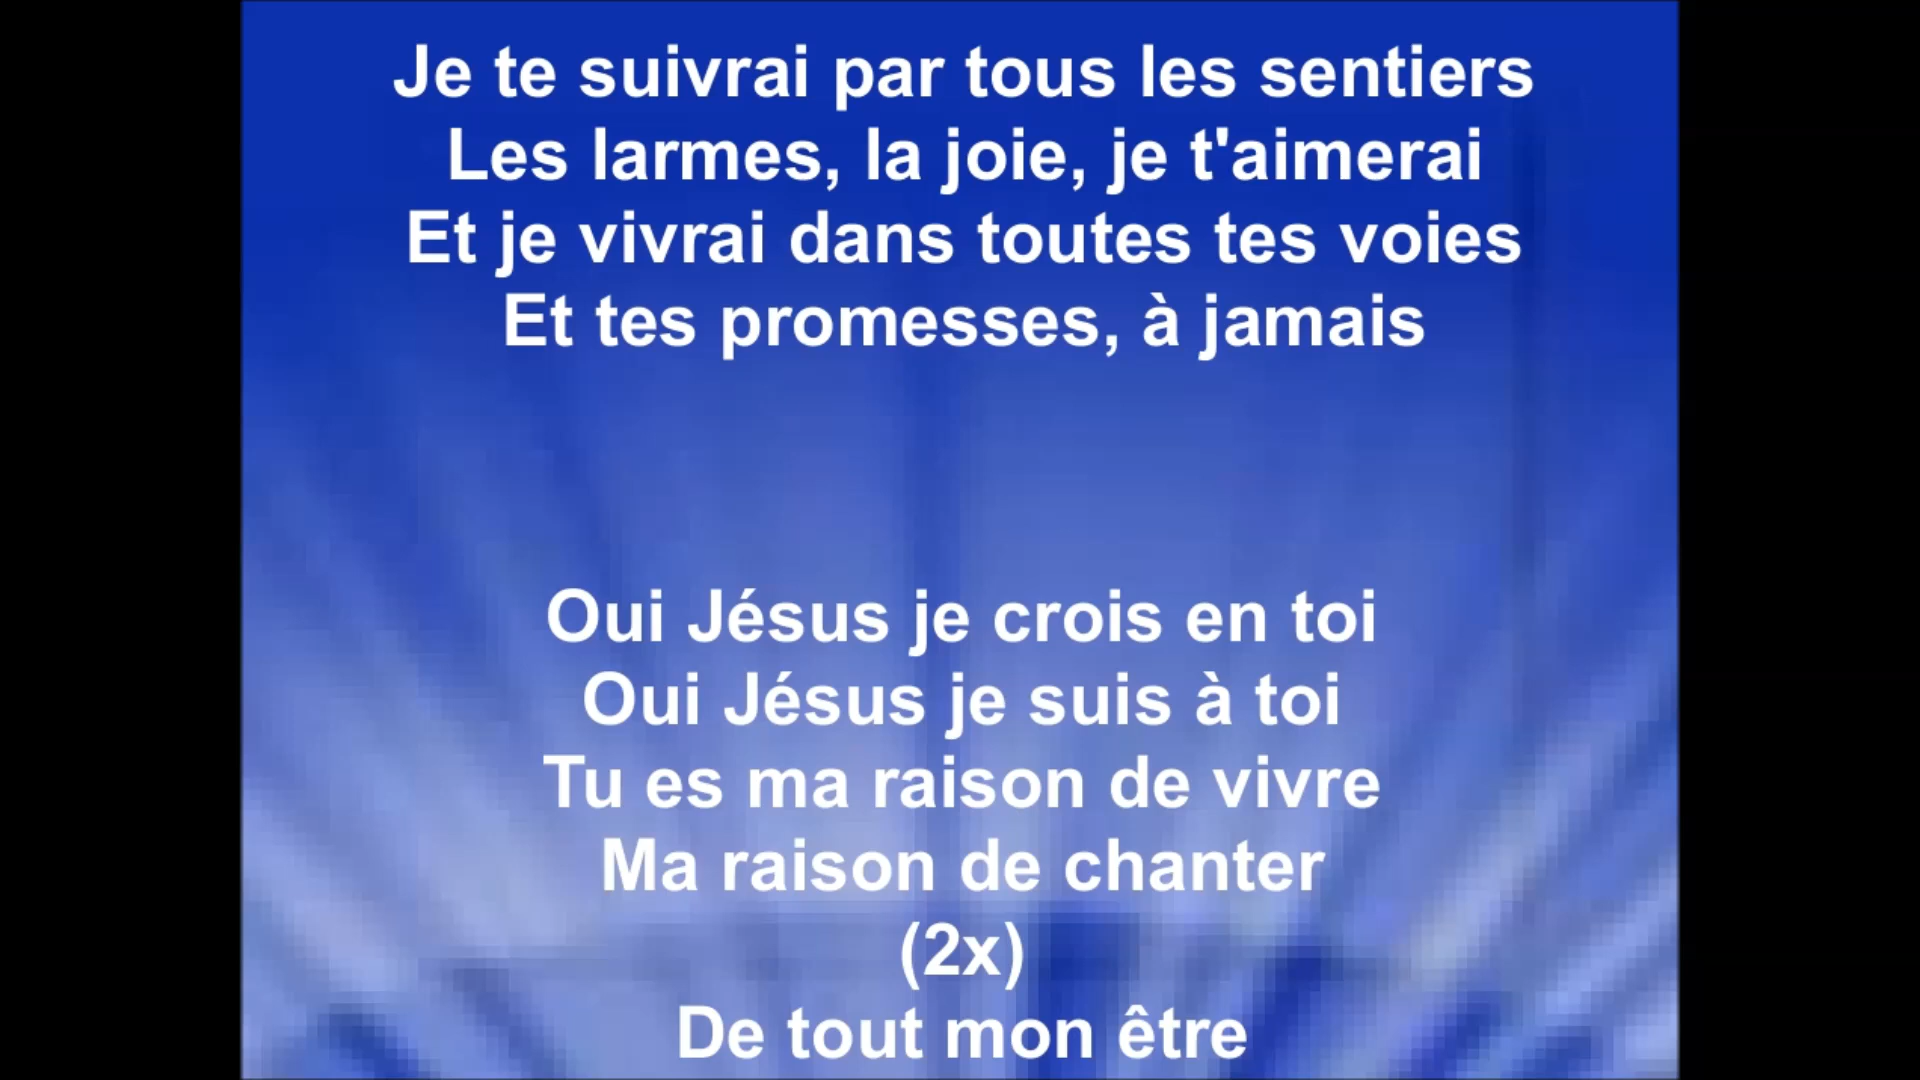 Je te suivrai par tous les sentiers
Les larmes, la joie, je t'aimerai
Et je vivrai dans toutes tes voies
Et tes promesses, à jamais
Oui Jésus je crois en toi
Oui Jésus je suis à toi
Tu es ma raison de vivre
Ma raison de chanter
(2x)
De tout mon être